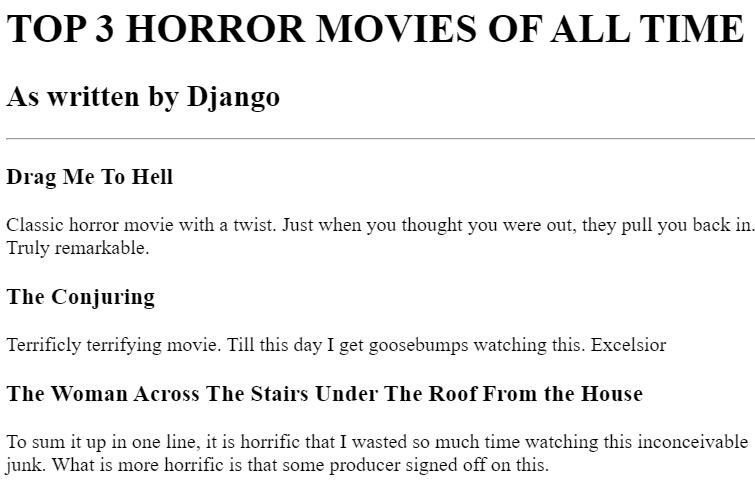 TOP 3 HORROR MOVIES OF ALL TIME
As written by Django
Drag Me To Hell
Classic horror movie with a twist. Just when you thought you were out, they pull you back in.
Truly remarkable.
The Conjuring
Terrificly terrifying movie. Till this day I get goosebumps watching this. Excelsior
The Woman Across The Stairs Under The Roof From the House
To sum it up in one line, it is horrific that I wasted so much time watching this inconceivable
junk. What is more horrific is that some producer signed off on this.